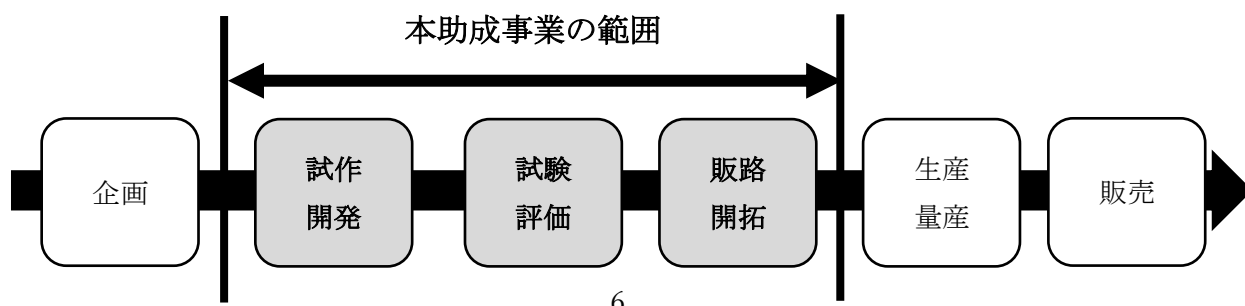 本助成事業の範囲
企画
試作
開発
試験
評価
販路
開拓
生産
量産
販売
6